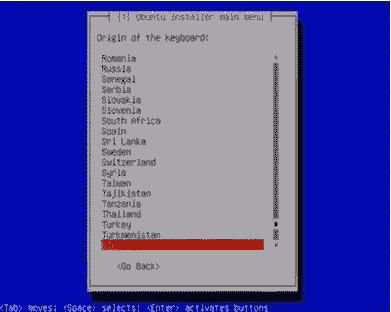 [!] Ubuntu installer main menu
Origin of the keyboard:
Romania
Russia
Senegal
Serbia
Slovakia
Slovenia
South Africa
Spain
Sri Lanka
Sweden
Switzerland
Syria
Taiwan
Tajikistan
Tanzania
Thailand
Turkey
Turkmenistan
<Go Back>
<Tab> moves; <Space> selects; <Enter> activates buttons